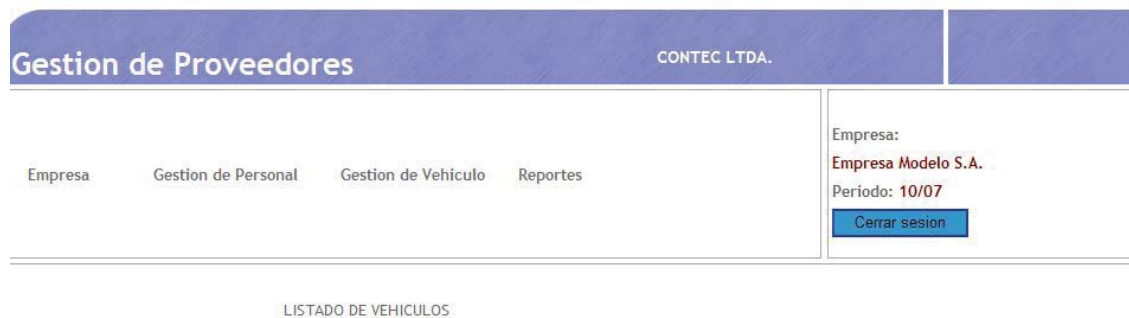 Gestion de Proveedores
CONTEC LTDA.
Empresa Gestion de Personal Gestion de Vehiculo Reportes
Empresa:
Empresa Modelo S.A.
Periodo: 10/07
Cerrar sesion
LISTADO DE VEHICULOS